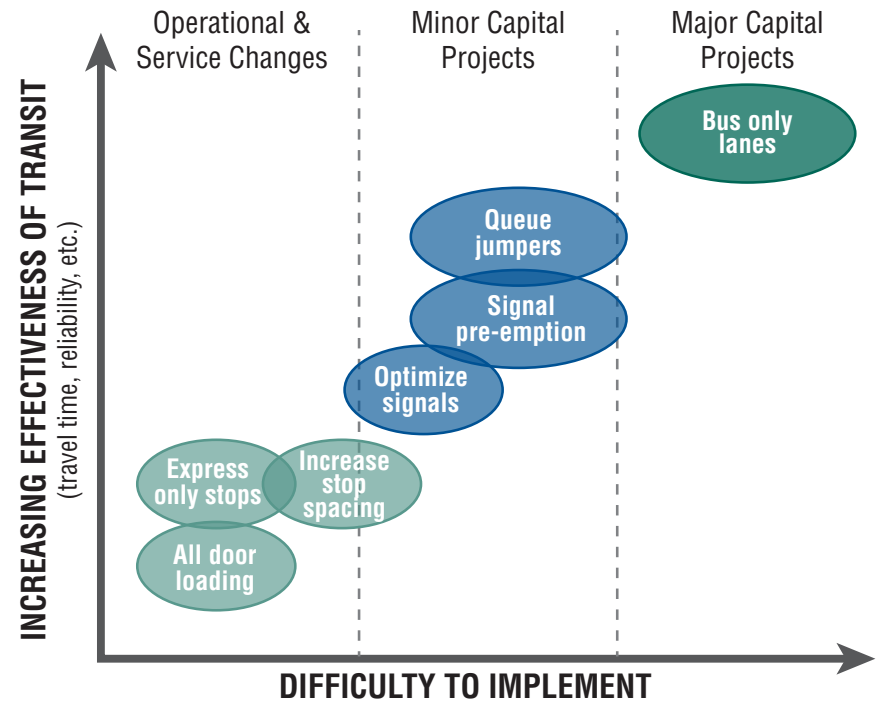 Operational &
Service Changes
Minor Capital
Projects
Major Capital
Projects
INCREASING EFFECTIVENESS OF TRANSIT
(travel time, reliability, etc.)
Bus only
lanes
Queue
jumpers
Signal
pre-emption
Optimize
signals
Express
only stops
Increase
stop
spacing
All door
loading
DIFFICULTY TO IMPLEMENT